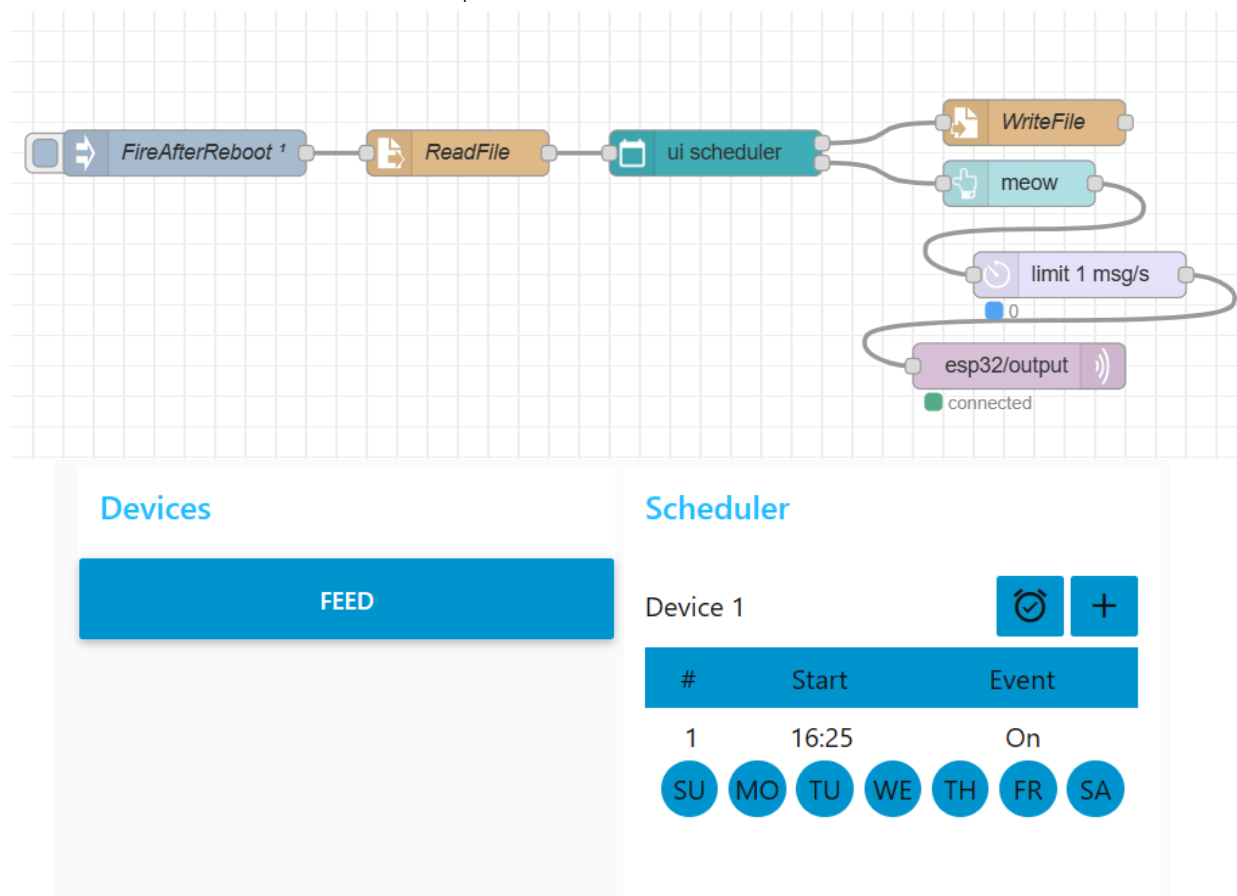 FireAfterReboot ¹
ReadFile
ui scheduler
WriteFile
meow
limit 1 msg/s
0
esp32/output
connected
Devices
FEED
Scheduler
Device 1
# Start Event
1 16:25 On
SU MO TU WE TH FR SA